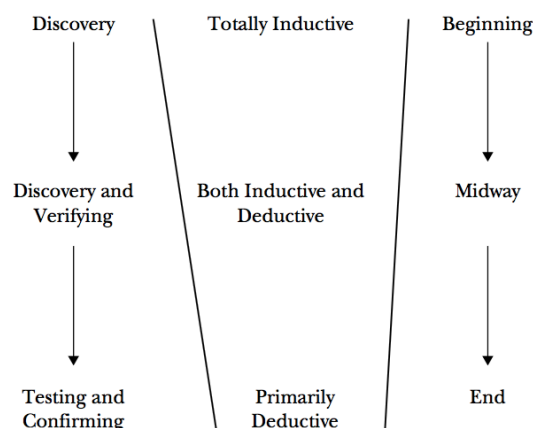 Discovery
Totally Inductive
Beginning
Discovery and
Verifying
Both Inductive and
Deductive
Midway
Testing and
Confirming
Primarily
Deductive
End